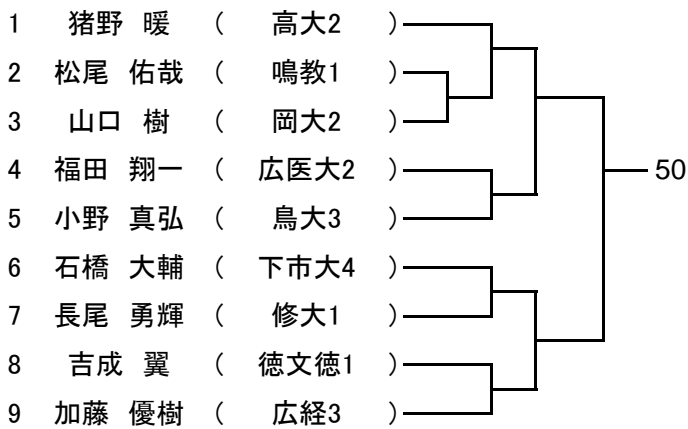 1 猪野 暖 ( 高大2 )
2 松尾 佑哉 ( 鳴教1 )
3 山口 樹 ( 岡大2 )
4 福田 翔一 ( 広医大2 ) 50
5 小野 真弘 ( 鳥大3 )
6 石橋 大輔 ( 下市大4 )
7 長尾 勇輝 ( 修大1 )
8 吉成 翼 ( 徳文徳1 )
9 加藤 優樹 ( 広経3 )